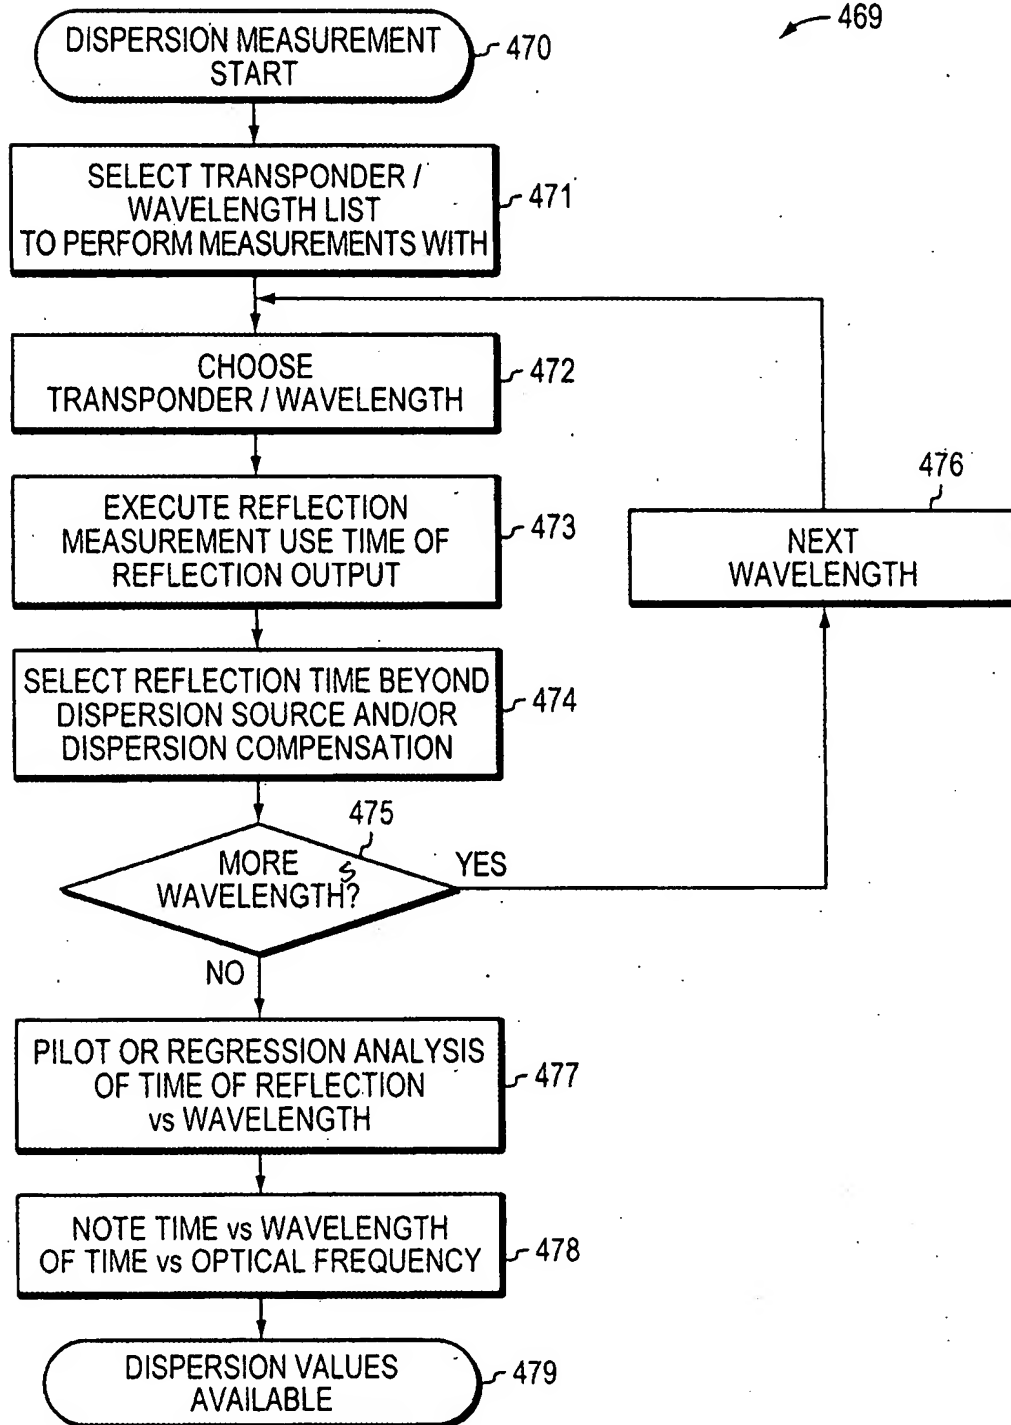 469
DISPERSION MEASUREMENT
START
470
SELECT TRANSPONDER /
WAVELENGTH LIST
TO PERFORM MEASUREMENTS WITH
471
CHOOSE
TRANSPONDER / WAVELENGTH
472
EXECUTE REFLECTION
MEASUREMENT USE TIME OF
REFLECTION OUTPUT
473
476
NEXT
WAVELENGTH
SELECT REFLECTION TIME BEYOND
DISPERSION SOURCE AND/OR
DISPERSION COMPENSATION
474
475
MORE
WAVELENGTHS?
YES
NO
PILOT OR REGRESSION ANALYSIS
OF TIME OF REFLECTION
vs WAVELENGTH
477
NOTE TIME vs WAVELENGTH
OF TIME vs OPTICAL FREQUENCY
478
DISPERSION VALUES
AVAILABLE
479